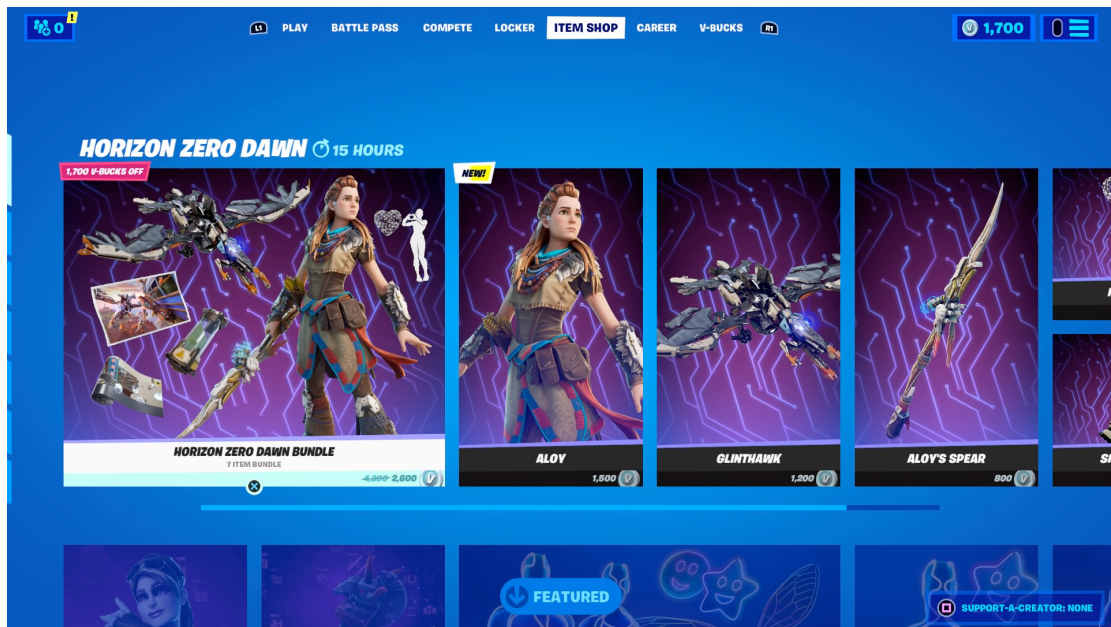 0 !
L1 PLAY BATTLE PASS COMPETE LOCKER ITEM SHOP CAREER V-BUCKS R1
1,700
HORIZON ZERO DAWN 15 HOURS
1,700 V-BUCKS OFF
NEW!
HORIZON ZERO DAWN BUNDLE
7 ITEM BUNDLE
4,300 2,600
ALOY
1,500
GLINTHAWK
1,200
ALOY'S SPEAR
800
FEATURED
SUPPORT-A-CREATOR: NONE